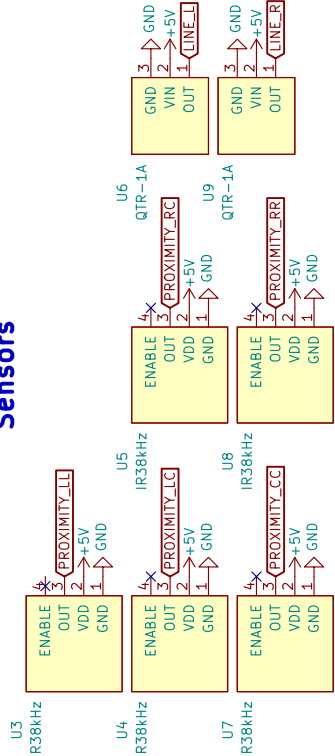 Sensors
U3
R38kHz
ENABLE 4
OUT 3 PROXIMITY_LL
VDD 2 +5V
GND 1 GND
U5
IR38kHz
ENABLE 4
OUT 3 PROXIMITY_RC
VDD 2 +5V
GND 1 GND
U6
QTR-1A
GND 3 GND
VIN 2 +5V
OUT 1 LINE_L
U4
R38kHz
ENABLE 4
OUT 3 PROXIMITY_LC
VDD 2 +5V
GND 1 GND
U8
IR38kHz
ENABLE 4
OUT 3 PROXIMITY_RR
VDD 2 +5V
GND 1 GND
U9
QTR-1A
GND 3 GND
VIN 2 +5V
OUT 1 LINE_R
U7
R38kHz
ENABLE 4
OUT 3 PROXIMITY_CC
VDD 2 +5V
GND 1 GND